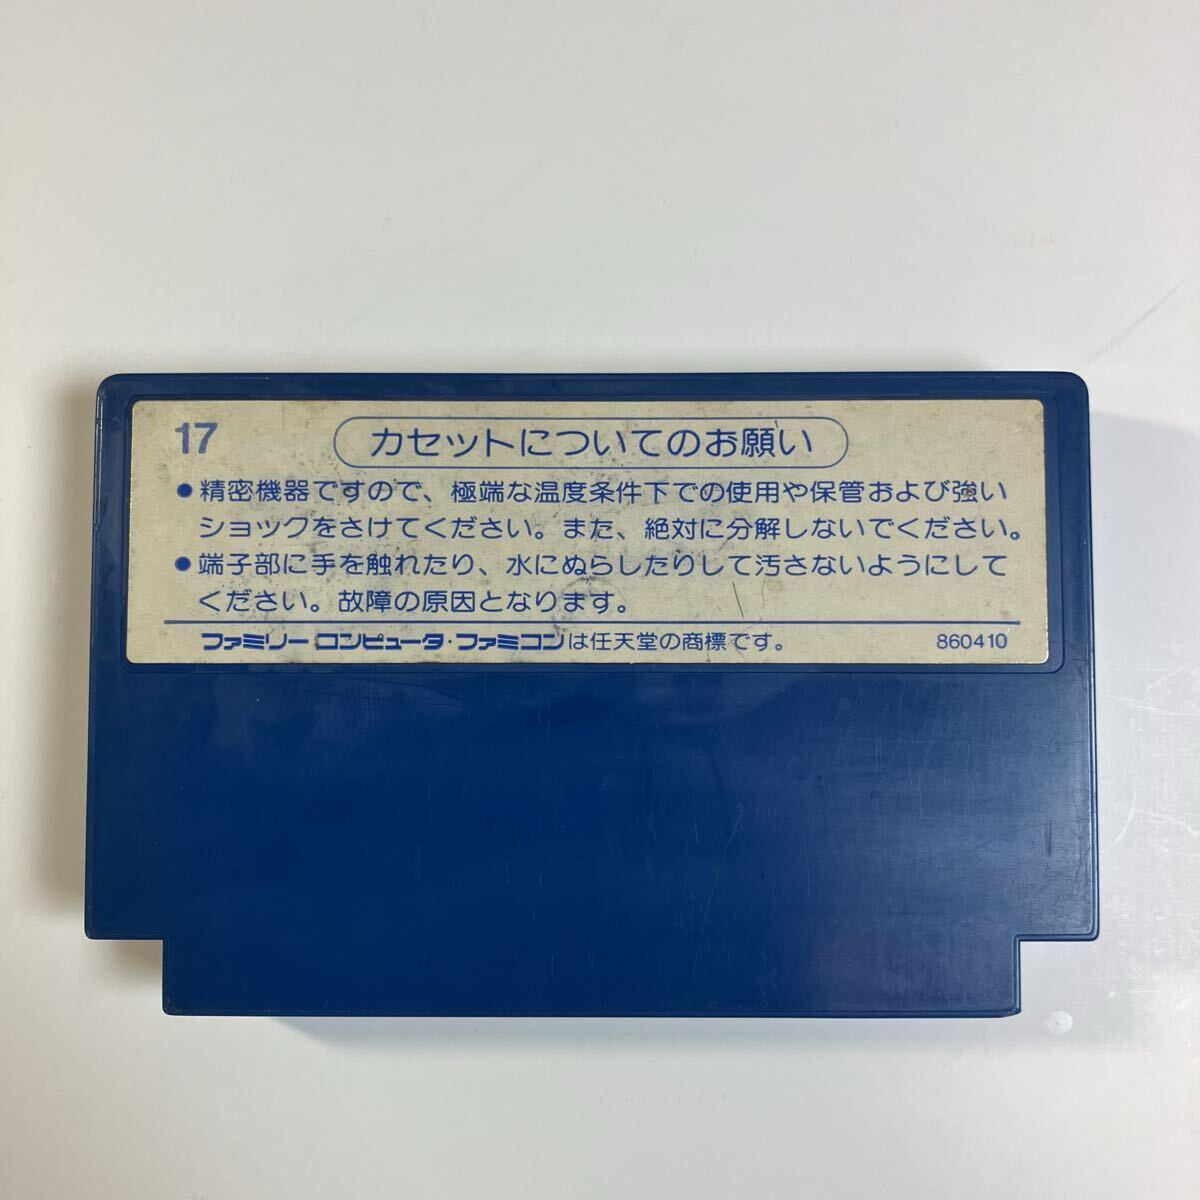 17
カセットについてのお願い
●精密機器ですので、極端な温度条件下での使用や保管および強い
ショックをさけてください。また、絶対に分解しないでください。
●端子部に手を触れたり、水にぬらしたりして汚さないようにして
ください。故障の原因となります。
ファミリーコンピュータ・ファミコンは任天堂の商標です。 860410